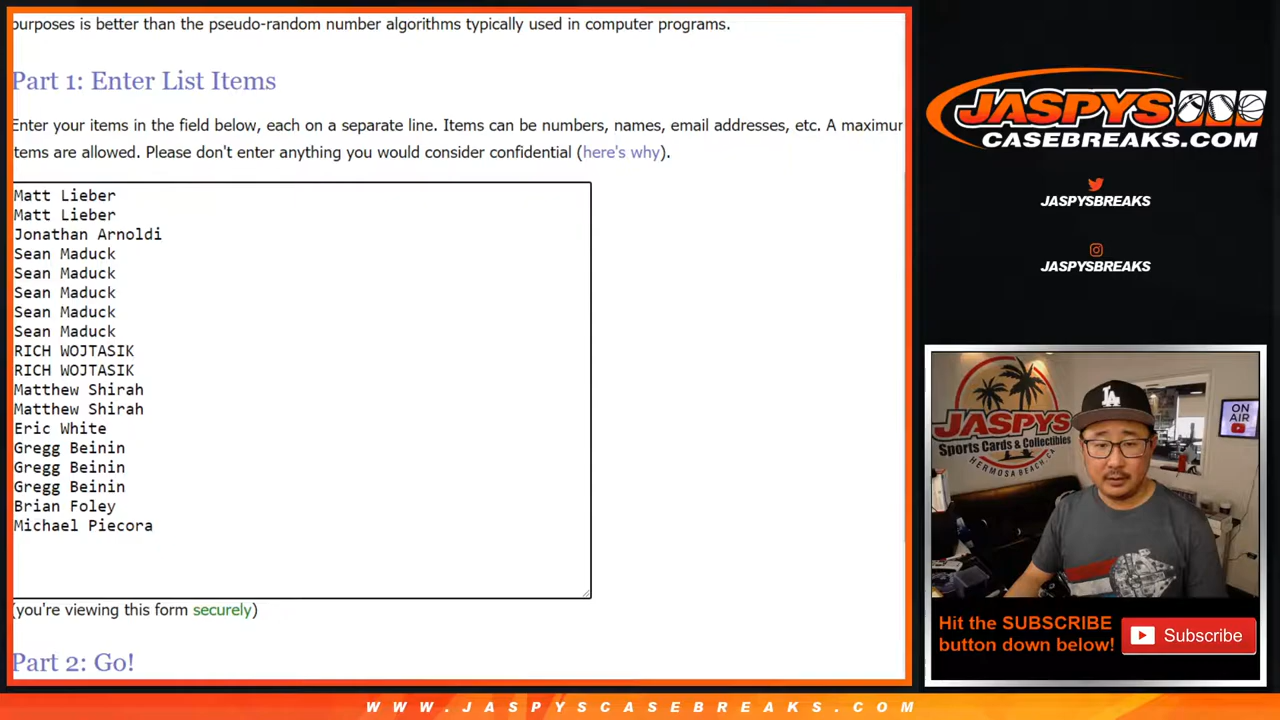 purposes is better than the pseudo-random number algorithms typically used in computer programs.
Part 1: Enter List Items
Enter your items in the field below, each on a separate line. Items can be numbers, names, email addresses, etc. A maximum
items are allowed. Please don't enter anything you would consider confidential (here's why).
Matt Lieber
Matt Lieber
Jonathan Arnoldi
Sean Maduck
Sean Maduck
Sean Maduck
Sean Maduck
Sean Maduck
RICH WOJTASIK
RICH WOJTASIK
Matthew Shirah
Matthew Shirah
Eric White
Gregg Beinin
Gregg Beinin
Gregg Beinin
Brian Foley
Michael Piecora
(you're viewing this form securely)
Part 2: Go!
JASPYS
CASEBREAKS.COM
JASPYSBREAKS
JASPYSBREAKS
JASPYS
Sports Cards & Collectibles
HERMOSA BEACH, CA
LA
ON
AIR
Hit the SUBSCRIBE
button down below!
Subscribe
WWW.JASPYSCASEBREAKS.COM